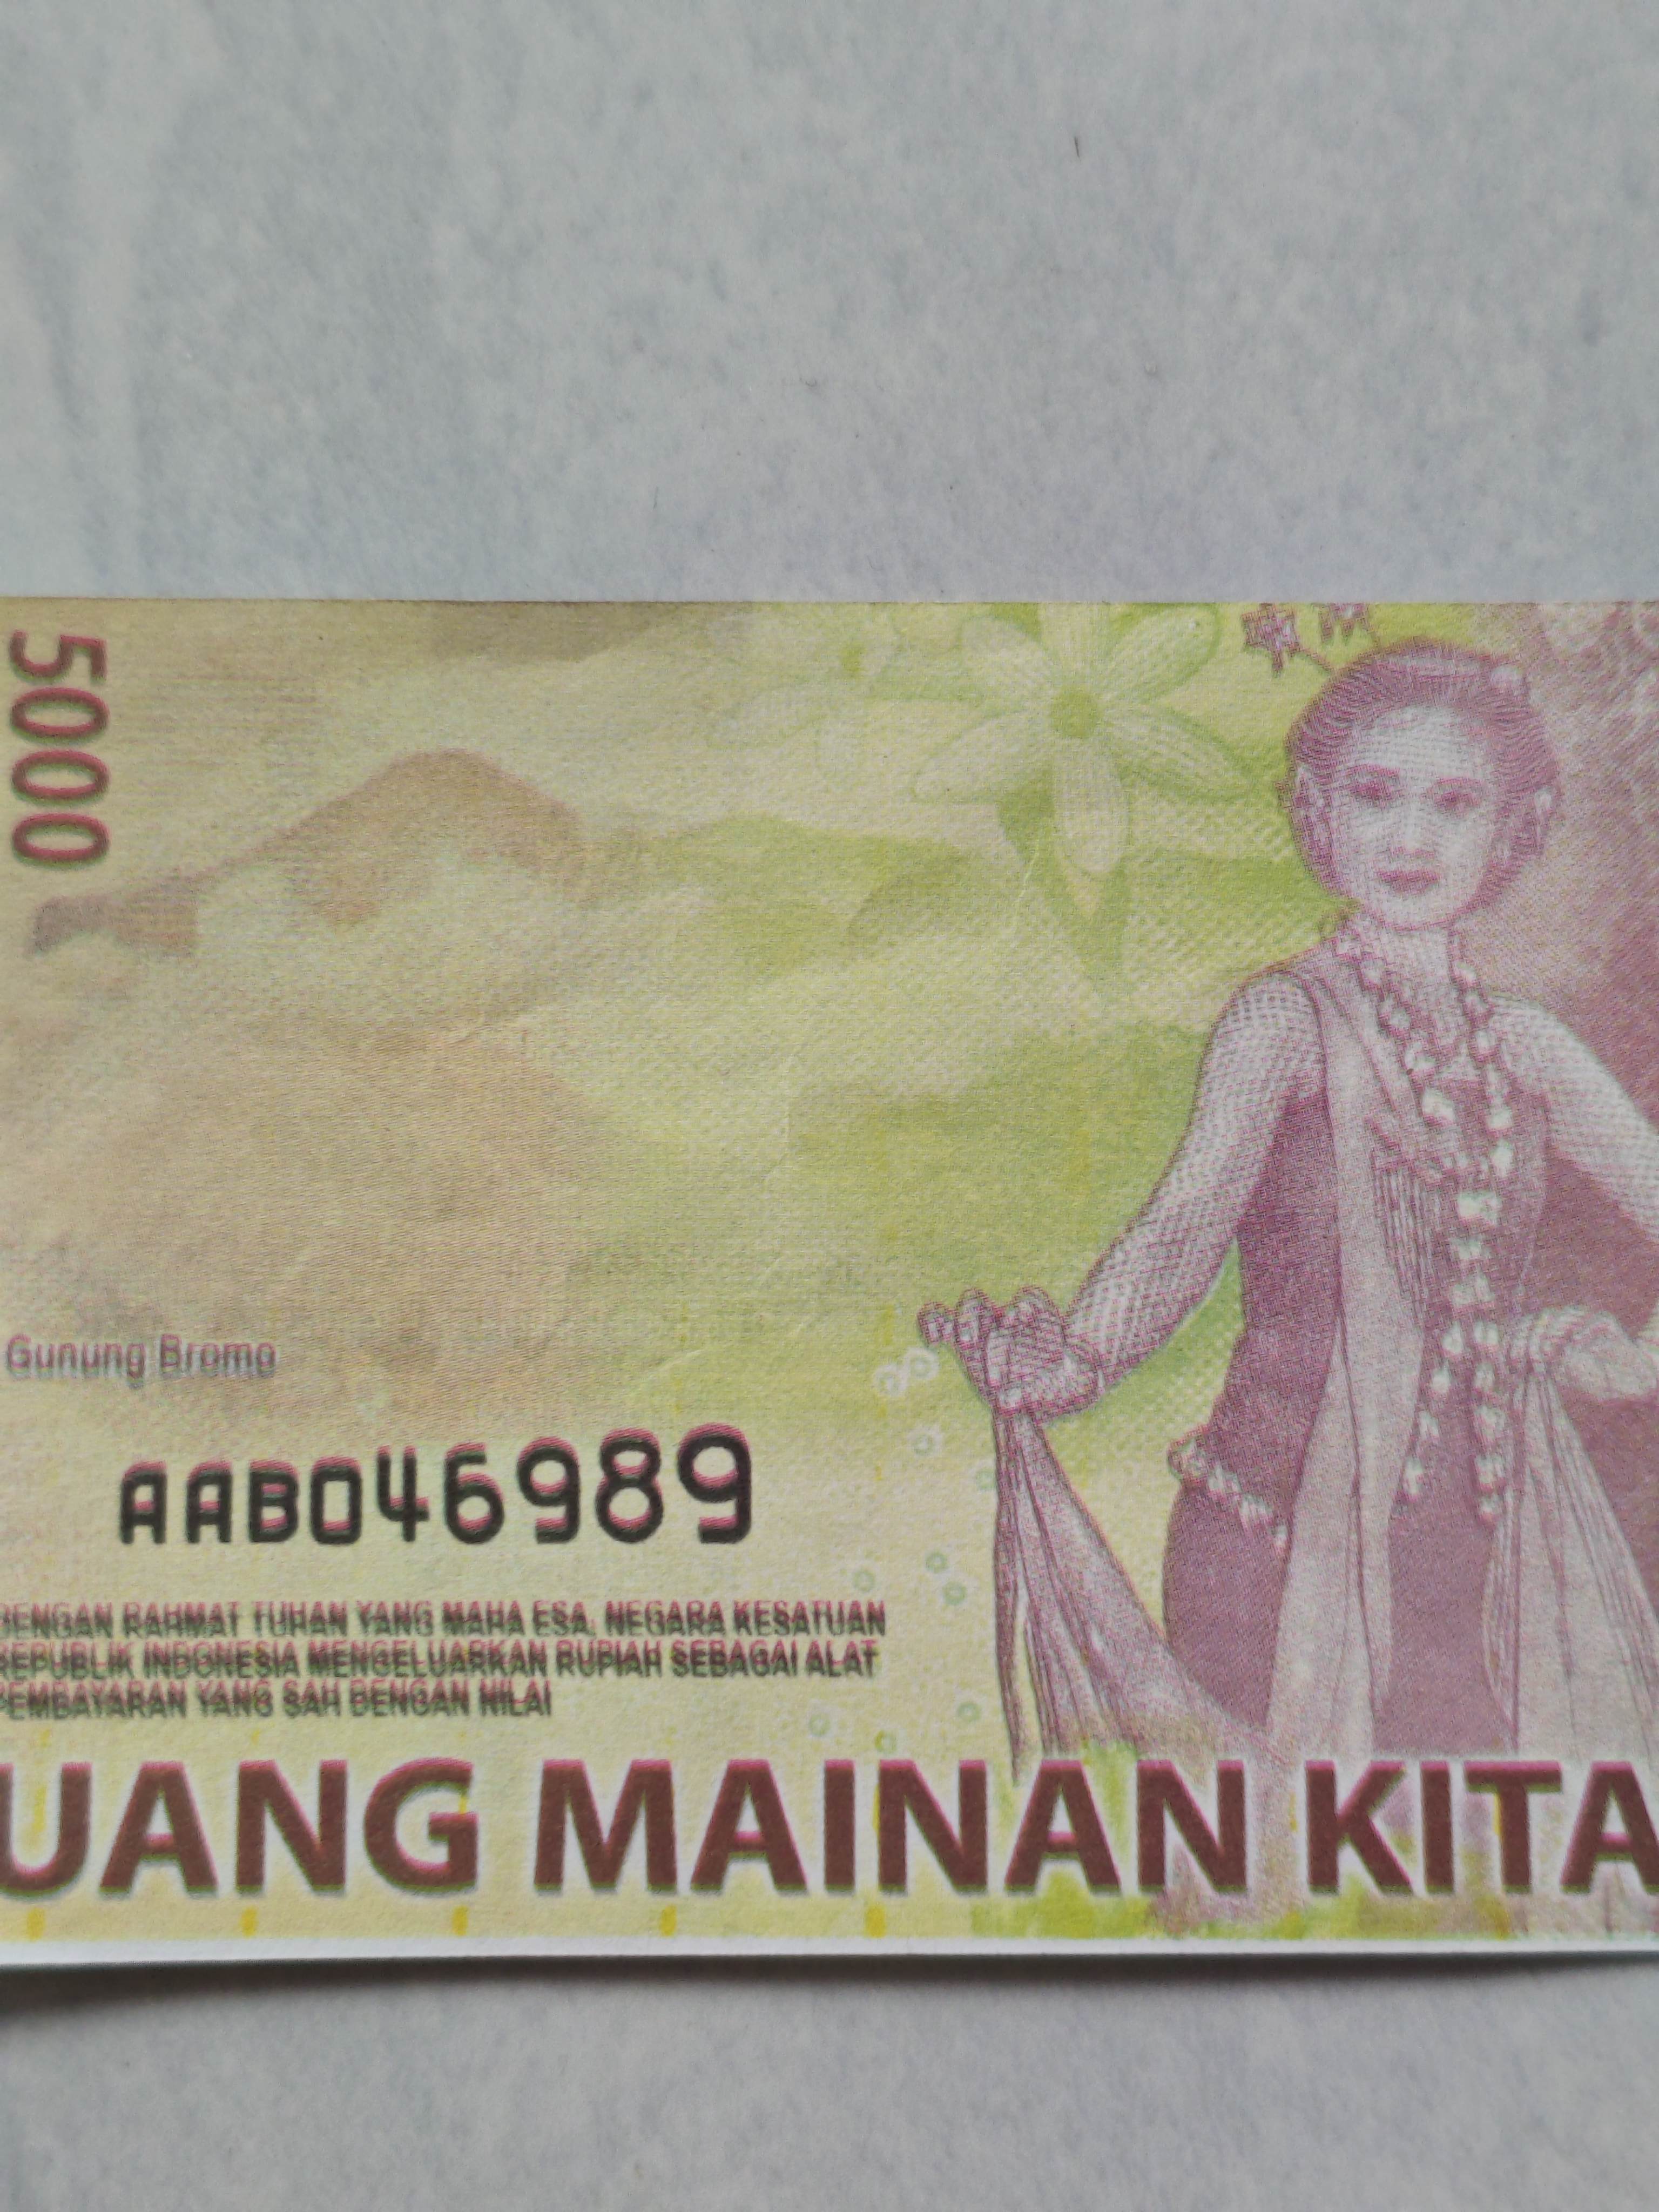 5000
Gunung Bromo
AAB046989
DENGAN RAHMAT TUHAN YANG MAHA ESA, NEGARA KESATUAN
REPUBLIK INDONESIA MENGELUARKAN RUPIAH SEBAGAI ALAT
PEMBAYARAN YANG SAH DENGAN NILAI
UANG MAINAN KITA